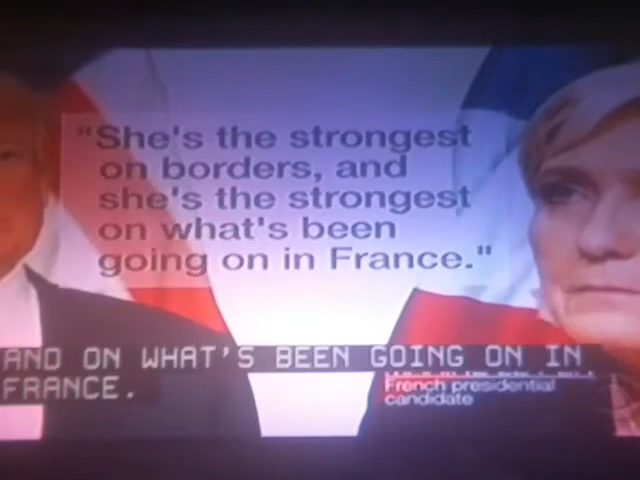 "She's the strongest
on borders, and
she's the strongest
on what's been
going on in France."
AND ON WHAT'S BEEN GOING ON IN
FRANCE.
French presidential
candidate